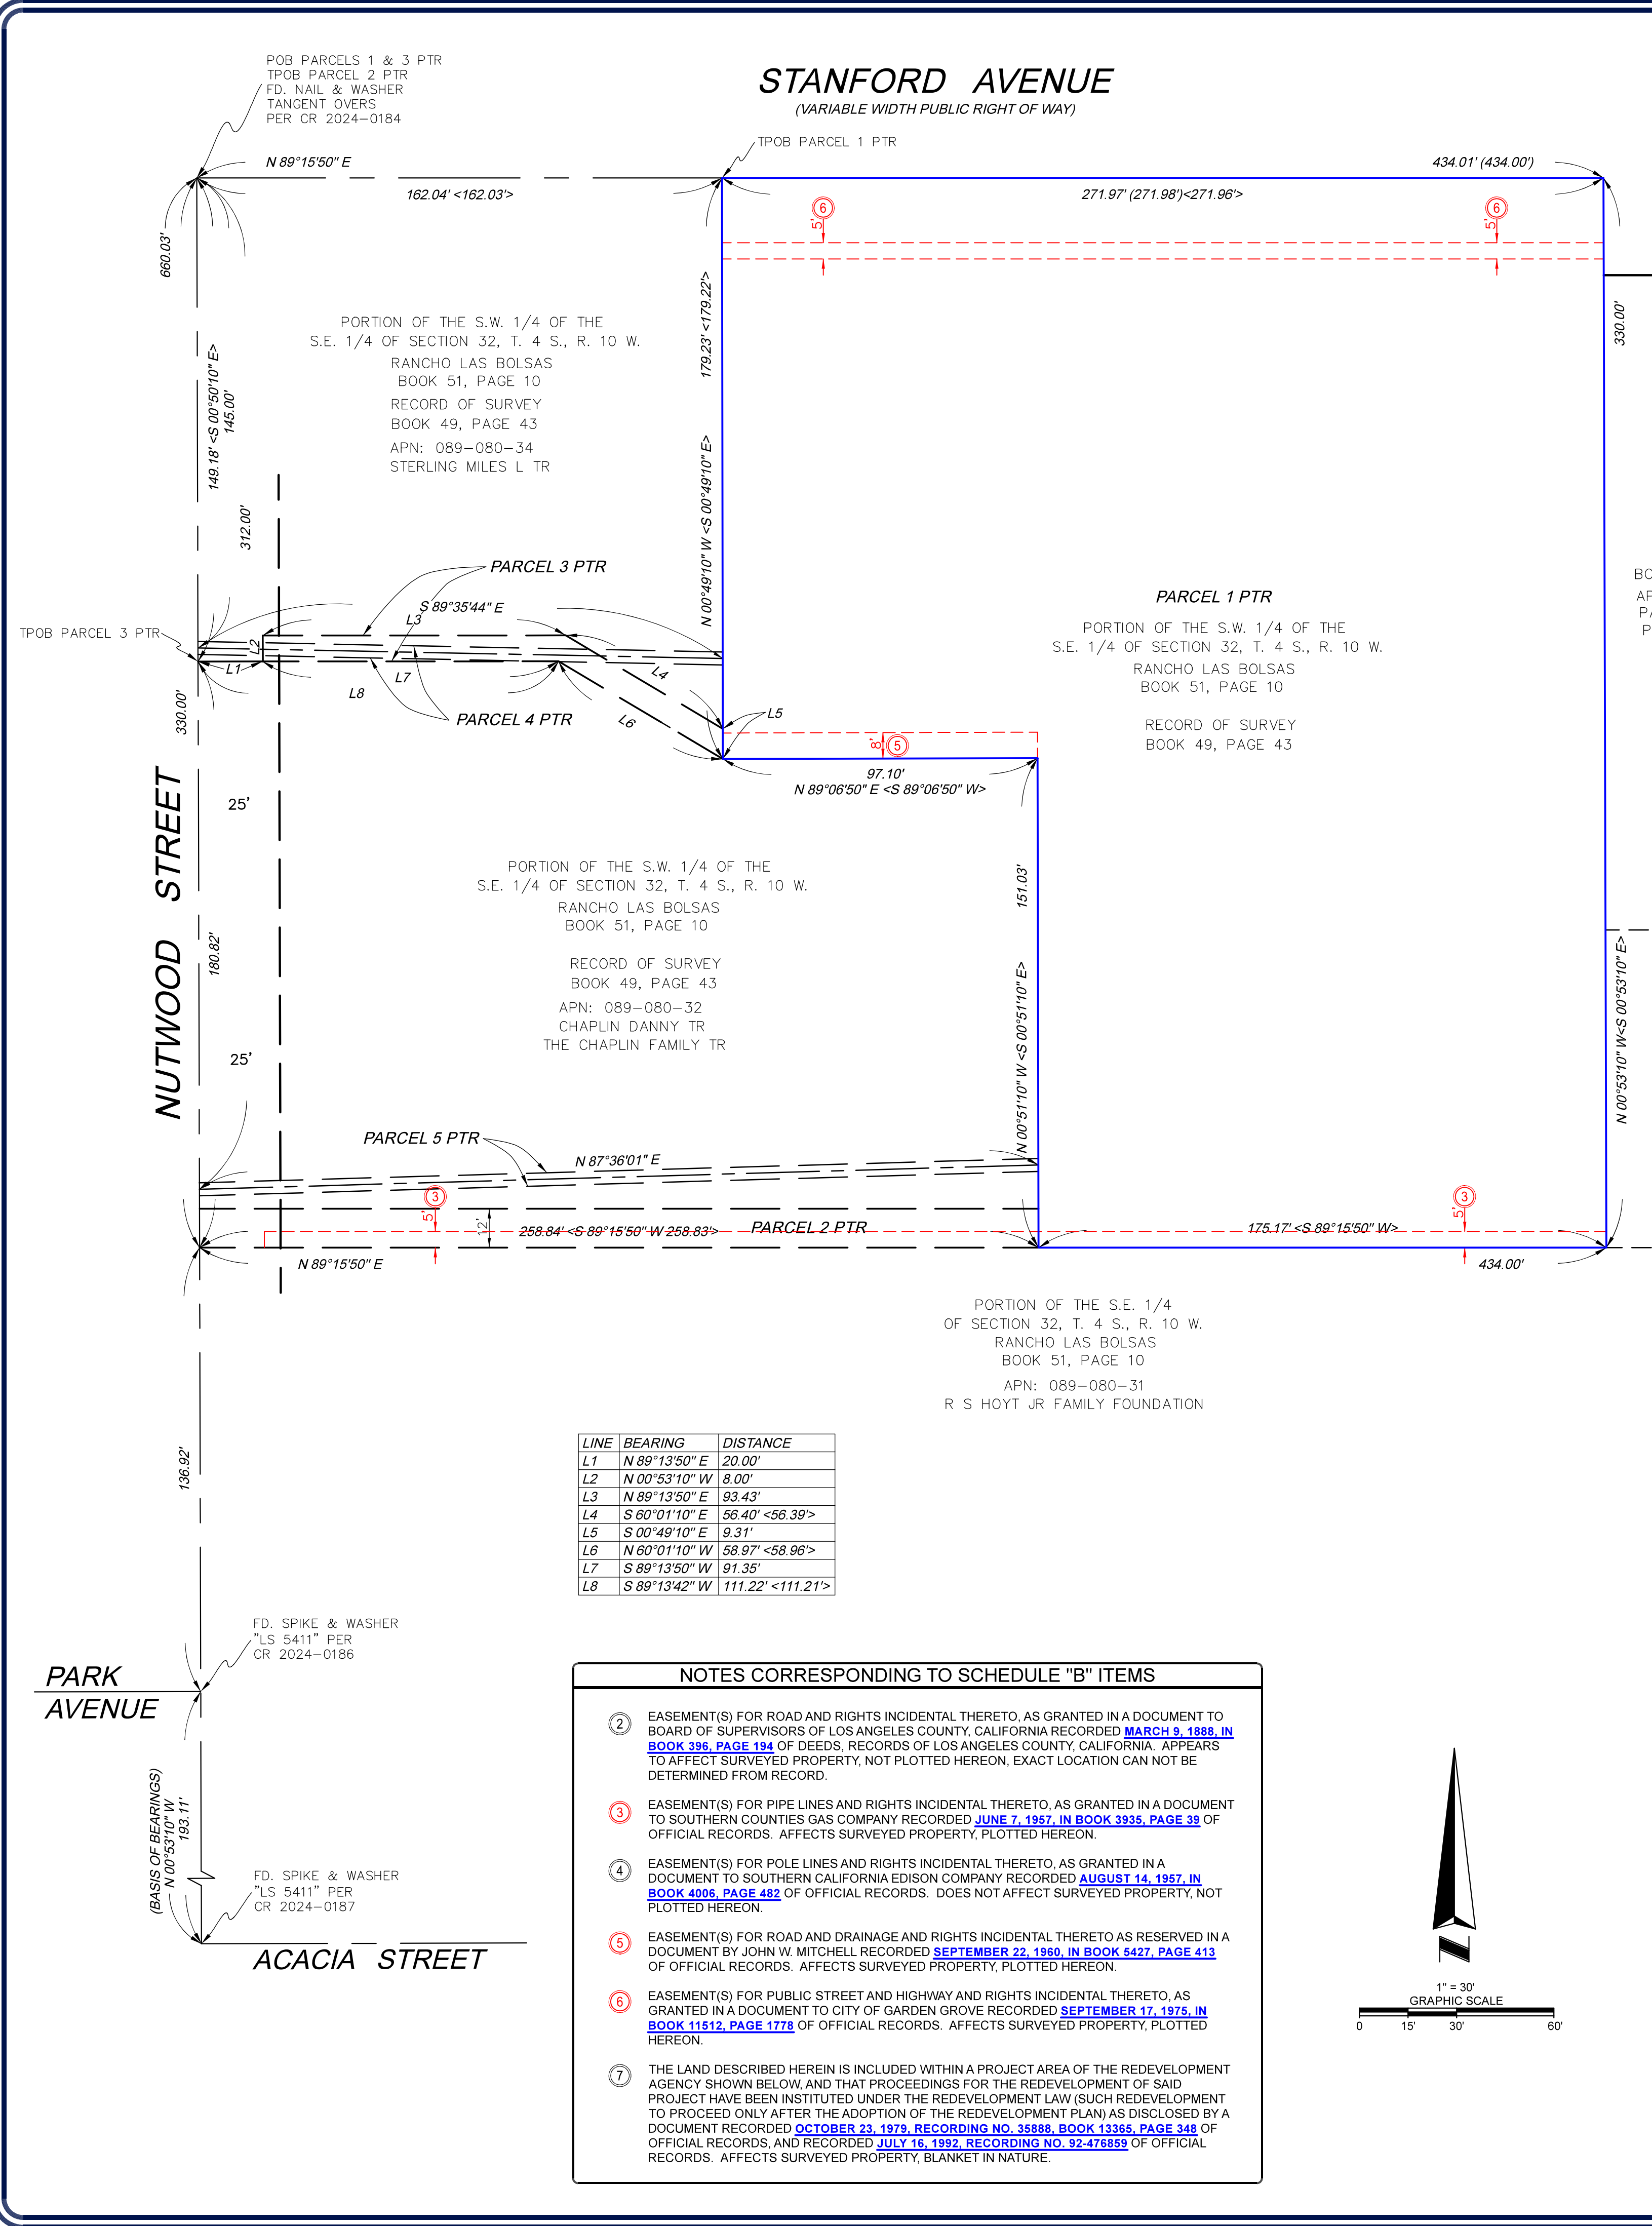 POB PARCELS 1 & 3 PTR
TPOB PARCEL 2 PTR
FD. NAIL & WASHER
TANGENT OVERS
PER CR 2024-0184
STANFORD AVENUE
(VARIABLE WIDTH PUBLIC RIGHT OF WAY)
TPOB PARCEL 1 PTR
N 89°15'50" E
434.01' (434.00')
162.04' <162.03'>
271.97' (271.98')<271.96'>
6
5'
6
5'
660.03'
330.00'
179.23' <179.22'>
N 00°49'10" W <S 00°49'10" E>
PORTION OF THE S.W. 1/4 OF THE
S.E. 1/4 OF SECTION 32, T. 4 S., R. 10 W.
RANCHO LAS BOLSAS
BOOK 51, PAGE 10
RECORD OF SURVEY
BOOK 49, PAGE 43
APN: 089-080-34
STERLING MILES L TR
149.18' <S 00°50'10" E>
145.00'
312.00'
PARCEL 3 PTR
S 89°35'44" E
L3
TPOB PARCEL 3 PTR
L2
L1
L7
L8
L4
L6
L5
PARCEL 4 PTR
330.00'
PARCEL 1 PTR
PORTION OF THE S.W. 1/4 OF THE
S.E. 1/4 OF SECTION 32, T. 4 S., R. 10 W.
RANCHO LAS BOLSAS
BOOK 51, PAGE 10
RECORD OF SURVEY
BOOK 49, PAGE 43
8'
5
97.10'
N 89°06'50" E <S 89°06'50" W>
NUTWOOD STREET
25'
180.82'
25'
PORTION OF THE S.W. 1/4 OF THE
S.E. 1/4 OF SECTION 32, T. 4 S., R. 10 W.
RANCHO LAS BOLSAS
BOOK 51, PAGE 10
RECORD OF SURVEY
BOOK 49, PAGE 43
APN: 089-080-32
CHAPLIN DANNY TR
THE CHAPLIN FAMILY TR
151.03'
N 00°51'10" W <S 00°51'10" E>
N 00°53'10" W<S 00°53'10" E>
PARCEL 5 PTR
N 87°36'01" E
3
5'
12'
258.84' <S 89°15'50" W 258.83'>
PARCEL 2 PTR
175.17' <S 89°15'50" W>
3
5'
N 89°15'50" E
434.00'
PORTION OF THE S.E. 1/4
OF SECTION 32, T. 4 S., R. 10 W.
RANCHO LAS BOLSAS
BOOK 51, PAGE 10
APN: 089-080-31
R S HOYT JR FAMILY FOUNDATION
136.92'
LINE BEARING DISTANCE
L1 N 89°13'50" E 20.00'
L2 N 00°53'10" W 8.00'
L3 N 89°13'50" E 93.43'
L4 S 60°01'10" E 56.40' <56.39'>
L5 S 00°49'10" E 9.31'
L6 N 60°01'10" W 58.97' <58.96'>
L7 S 89°13'50" W 91.35'
L8 S 89°13'42" W 111.22' <111.21'>
FD. SPIKE & WASHER
"LS 5411" PER
CR 2024-0186
PARK
AVENUE
(BASIS OF BEARINGS)
N 00°53'10" W
193.11'
FD. SPIKE & WASHER
"LS 5411" PER
CR 2024-0187
ACACIA STREET
NOTES CORRESPONDING TO SCHEDULE "B" ITEMS
2 EASEMENT(S) FOR ROAD AND RIGHTS INCIDENTAL THERETO, AS GRANTED IN A DOCUMENT TO
BOARD OF SUPERVISORS OF LOS ANGELES COUNTY, CALIFORNIA RECORDED MARCH 9, 1888, IN
BOOK 396, PAGE 194 OF DEEDS, RECORDS OF LOS ANGELES COUNTY, CALIFORNIA. APPEARS
TO AFFECT SURVEYED PROPERTY, NOT PLOTTED HEREON, EXACT LOCATION CAN NOT BE
DETERMINED FROM RECORD.
3 EASEMENT(S) FOR PIPE LINES AND RIGHTS INCIDENTAL THERETO, AS GRANTED IN A DOCUMENT
TO SOUTHERN COUNTIES GAS COMPANY RECORDED JUNE 7, 1957, IN BOOK 3935, PAGE 39 OF
OFFICIAL RECORDS. AFFECTS SURVEYED PROPERTY, PLOTTED HEREON.
4 EASEMENT(S) FOR POLE LINES AND RIGHTS INCIDENTAL THERETO, AS GRANTED IN A
DOCUMENT TO SOUTHERN CALIFORNIA EDISON COMPANY RECORDED AUGUST 14, 1957, IN
BOOK 4006, PAGE 482 OF OFFICIAL RECORDS. DOES NOT AFFECT SURVEYED PROPERTY, NOT
PLOTTED HEREON.
5 EASEMENT(S) FOR ROAD AND DRAINAGE AND RIGHTS INCIDENTAL THERETO AS RESERVED IN A
DOCUMENT BY JOHN W. MITCHELL RECORDED SEPTEMBER 22, 1960, IN BOOK 5427, PAGE 413
OF OFFICIAL RECORDS. AFFECTS SURVEYED PROPERTY, PLOTTED HEREON.
6 EASEMENT(S) FOR PUBLIC STREET AND HIGHWAY AND RIGHTS INCIDENTAL THERETO, AS
GRANTED IN A DOCUMENT TO CITY OF GARDEN GROVE RECORDED SEPTEMBER 17, 1975, IN
BOOK 11512, PAGE 1778 OF OFFICIAL RECORDS. AFFECTS SURVEYED PROPERTY, PLOTTED
HEREON.
7 THE LAND DESCRIBED HEREIN IS INCLUDED WITHIN A PROJECT AREA OF THE REDEVELOPMENT
AGENCY SHOWN BELOW, AND THAT PROCEEDINGS FOR THE REDEVELOPMENT OF SAID
PROJECT HAVE BEEN INSTITUTED UNDER THE REDEVELOPMENT LAW (SUCH REDEVELOPMENT
TO PROCEED ONLY AFTER THE ADOPTION OF THE REDEVELOPMENT PLAN) AS DISCLOSED BY A
DOCUMENT RECORDED OCTOBER 23, 1979, RECORDING NO. 35888, BOOK 13365, PAGE 348 OF
OFFICIAL RECORDS, AND RECORDED JULY 16, 1992, RECORDING NO. 92-476859 OF OFFICIAL
RECORDS. AFFECTS SURVEYED PROPERTY, BLANKET IN NATURE.
N
1" = 30'
GRAPHIC SCALE
0 15' 30' 60'